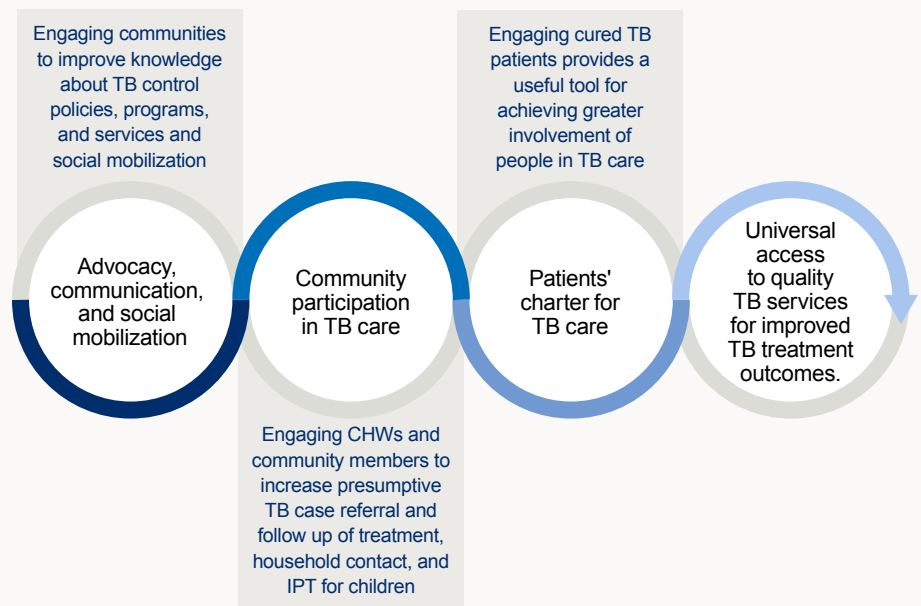 Engaging communities
to improve knowledge
about TB control
policies, programs,
and services and
social mobilization
Advocacy,
communication,
and social
mobilization
Community
participation
in TB care
Engaging CHWs and
community members to
increase presumptive
TB case referral and
follow up of treatment,
household contact, and
IPT for children
Engaging cured TB
patients provides a
useful tool for
achieving greater
involvement of
people in TB care
Patients'
charter for
TB care
Universal
access
to quality
TB services
for improved
TB treatment
outcomes.